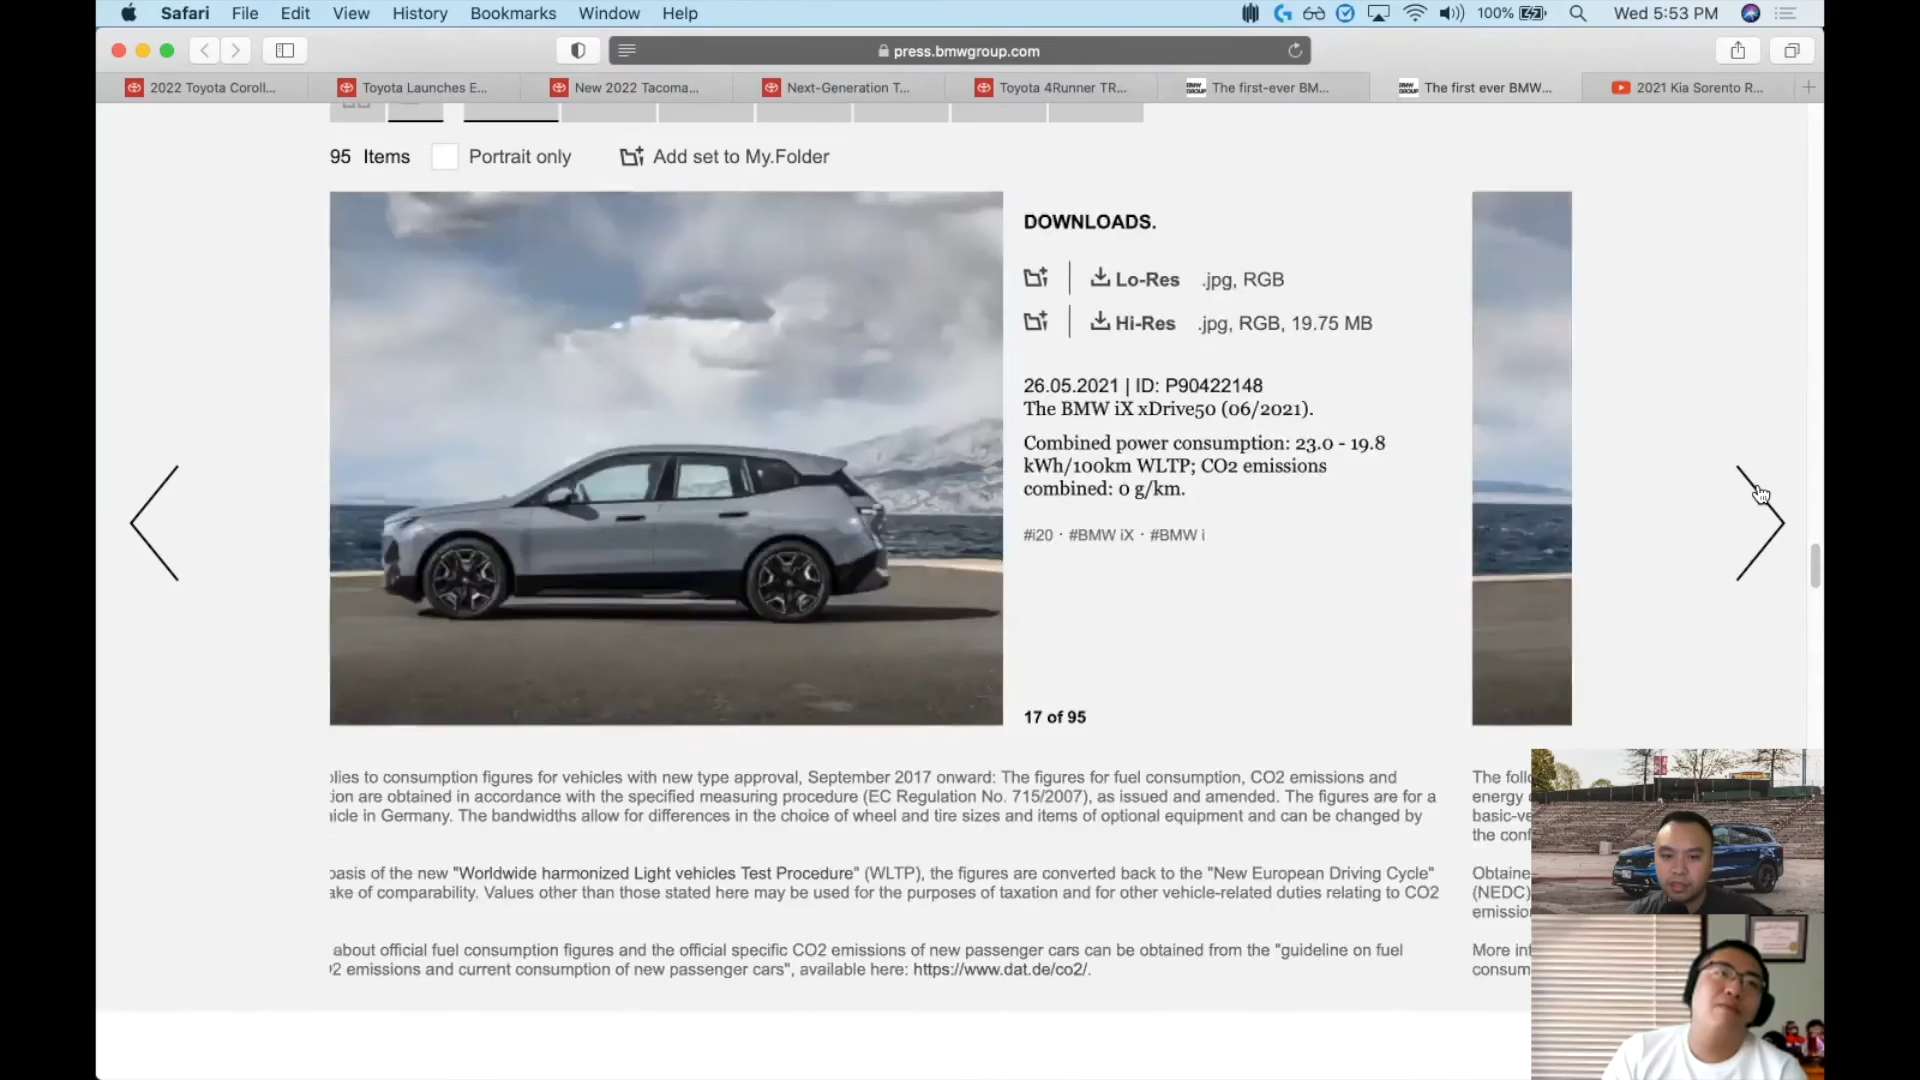 Safari File Edit View History Bookmarks Window Help 100% Wed 5:53 PM
press.bmwgroup.com
2022 Toyota Coroll... Toyota Launches E... New 2022 Tacoma... Next-Generation T... Toyota 4Runner TR... The first-ever BM... The first ever BMW... 2021 Kia Sorento R...
95 Items Portrait only Add set to My.Folder
DOWNLOADS.
Lo-Res .jpg, RGB
Hi-Res .jpg, RGB, 19.75 MB
26.05.2021 | ID: P90422148
The BMW iX xDrive50 (06/2021).
Combined power consumption: 23.0 - 19.8
kWh/100km WLTP; CO2 emissions
combined: 0 g/km.
#i20 · #BMW iX · #BMW i
17 of 95
lies to consumption figures for vehicles with new type approval, September 2017 onward: The figures for fuel consumption, CO2 emissions and
ion are obtained in accordance with the specified measuring procedure (EC Regulation No. 715/2007), as issued and amended. The figures are for a
icle in Germany. The bandwidths allow for differences in the choice of wheel and tire sizes and items of optional equipment and can be changed by
basis of the new "Worldwide harmonized Light vehicles Test Procedure" (WLTP), the figures are converted back to the "New European Driving Cycle"
ake of comparability. Values other than those stated here may be used for the purposes of taxation and for other vehicle-related duties relating to CO2
about official fuel consumption figures and the official specific CO2 emissions of new passenger cars can be obtained from the "guideline on fuel
2 emissions and current consumption of new passenger cars", available here: https://www.dat.de/co2/.
The foll
energy
basic-ve
the conf
Obtaine
(NEDC)
emissio
More in
consum